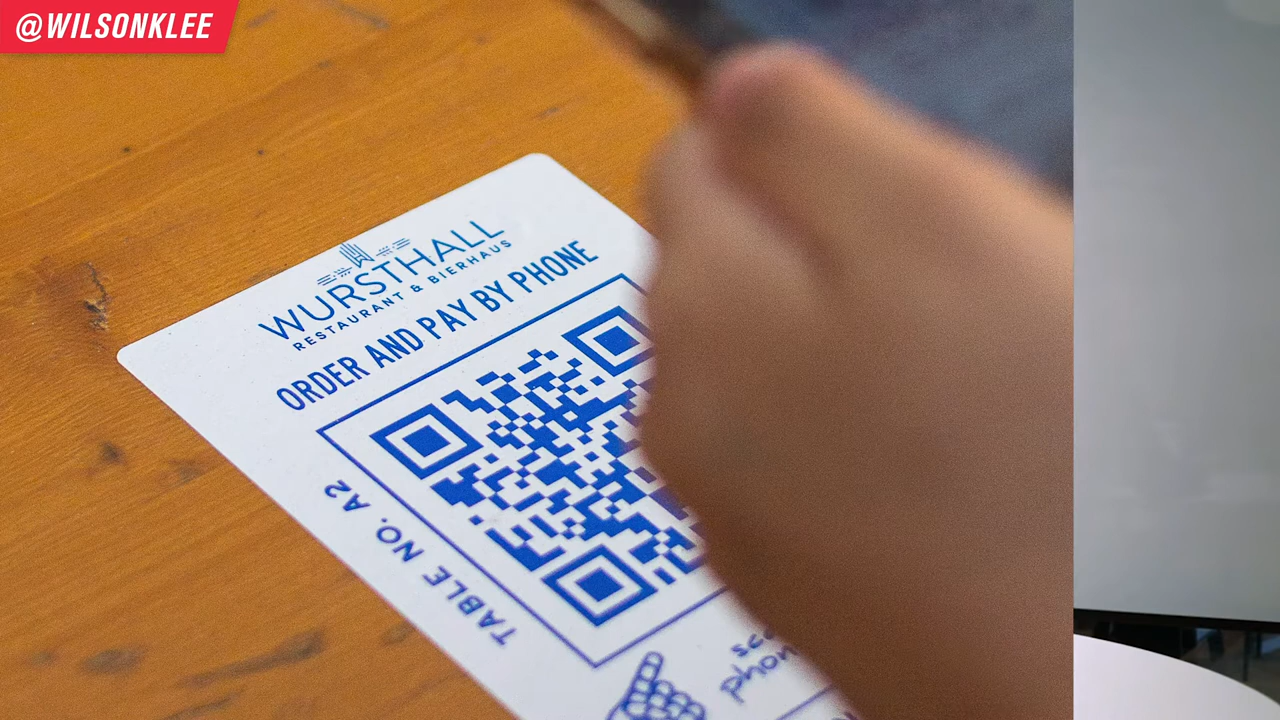 @WILSONKLEE
WURSTHALL
RESTAURANT & BIERHAUS
ORDER AND PAY BY PHONE
TABLE NO. A2